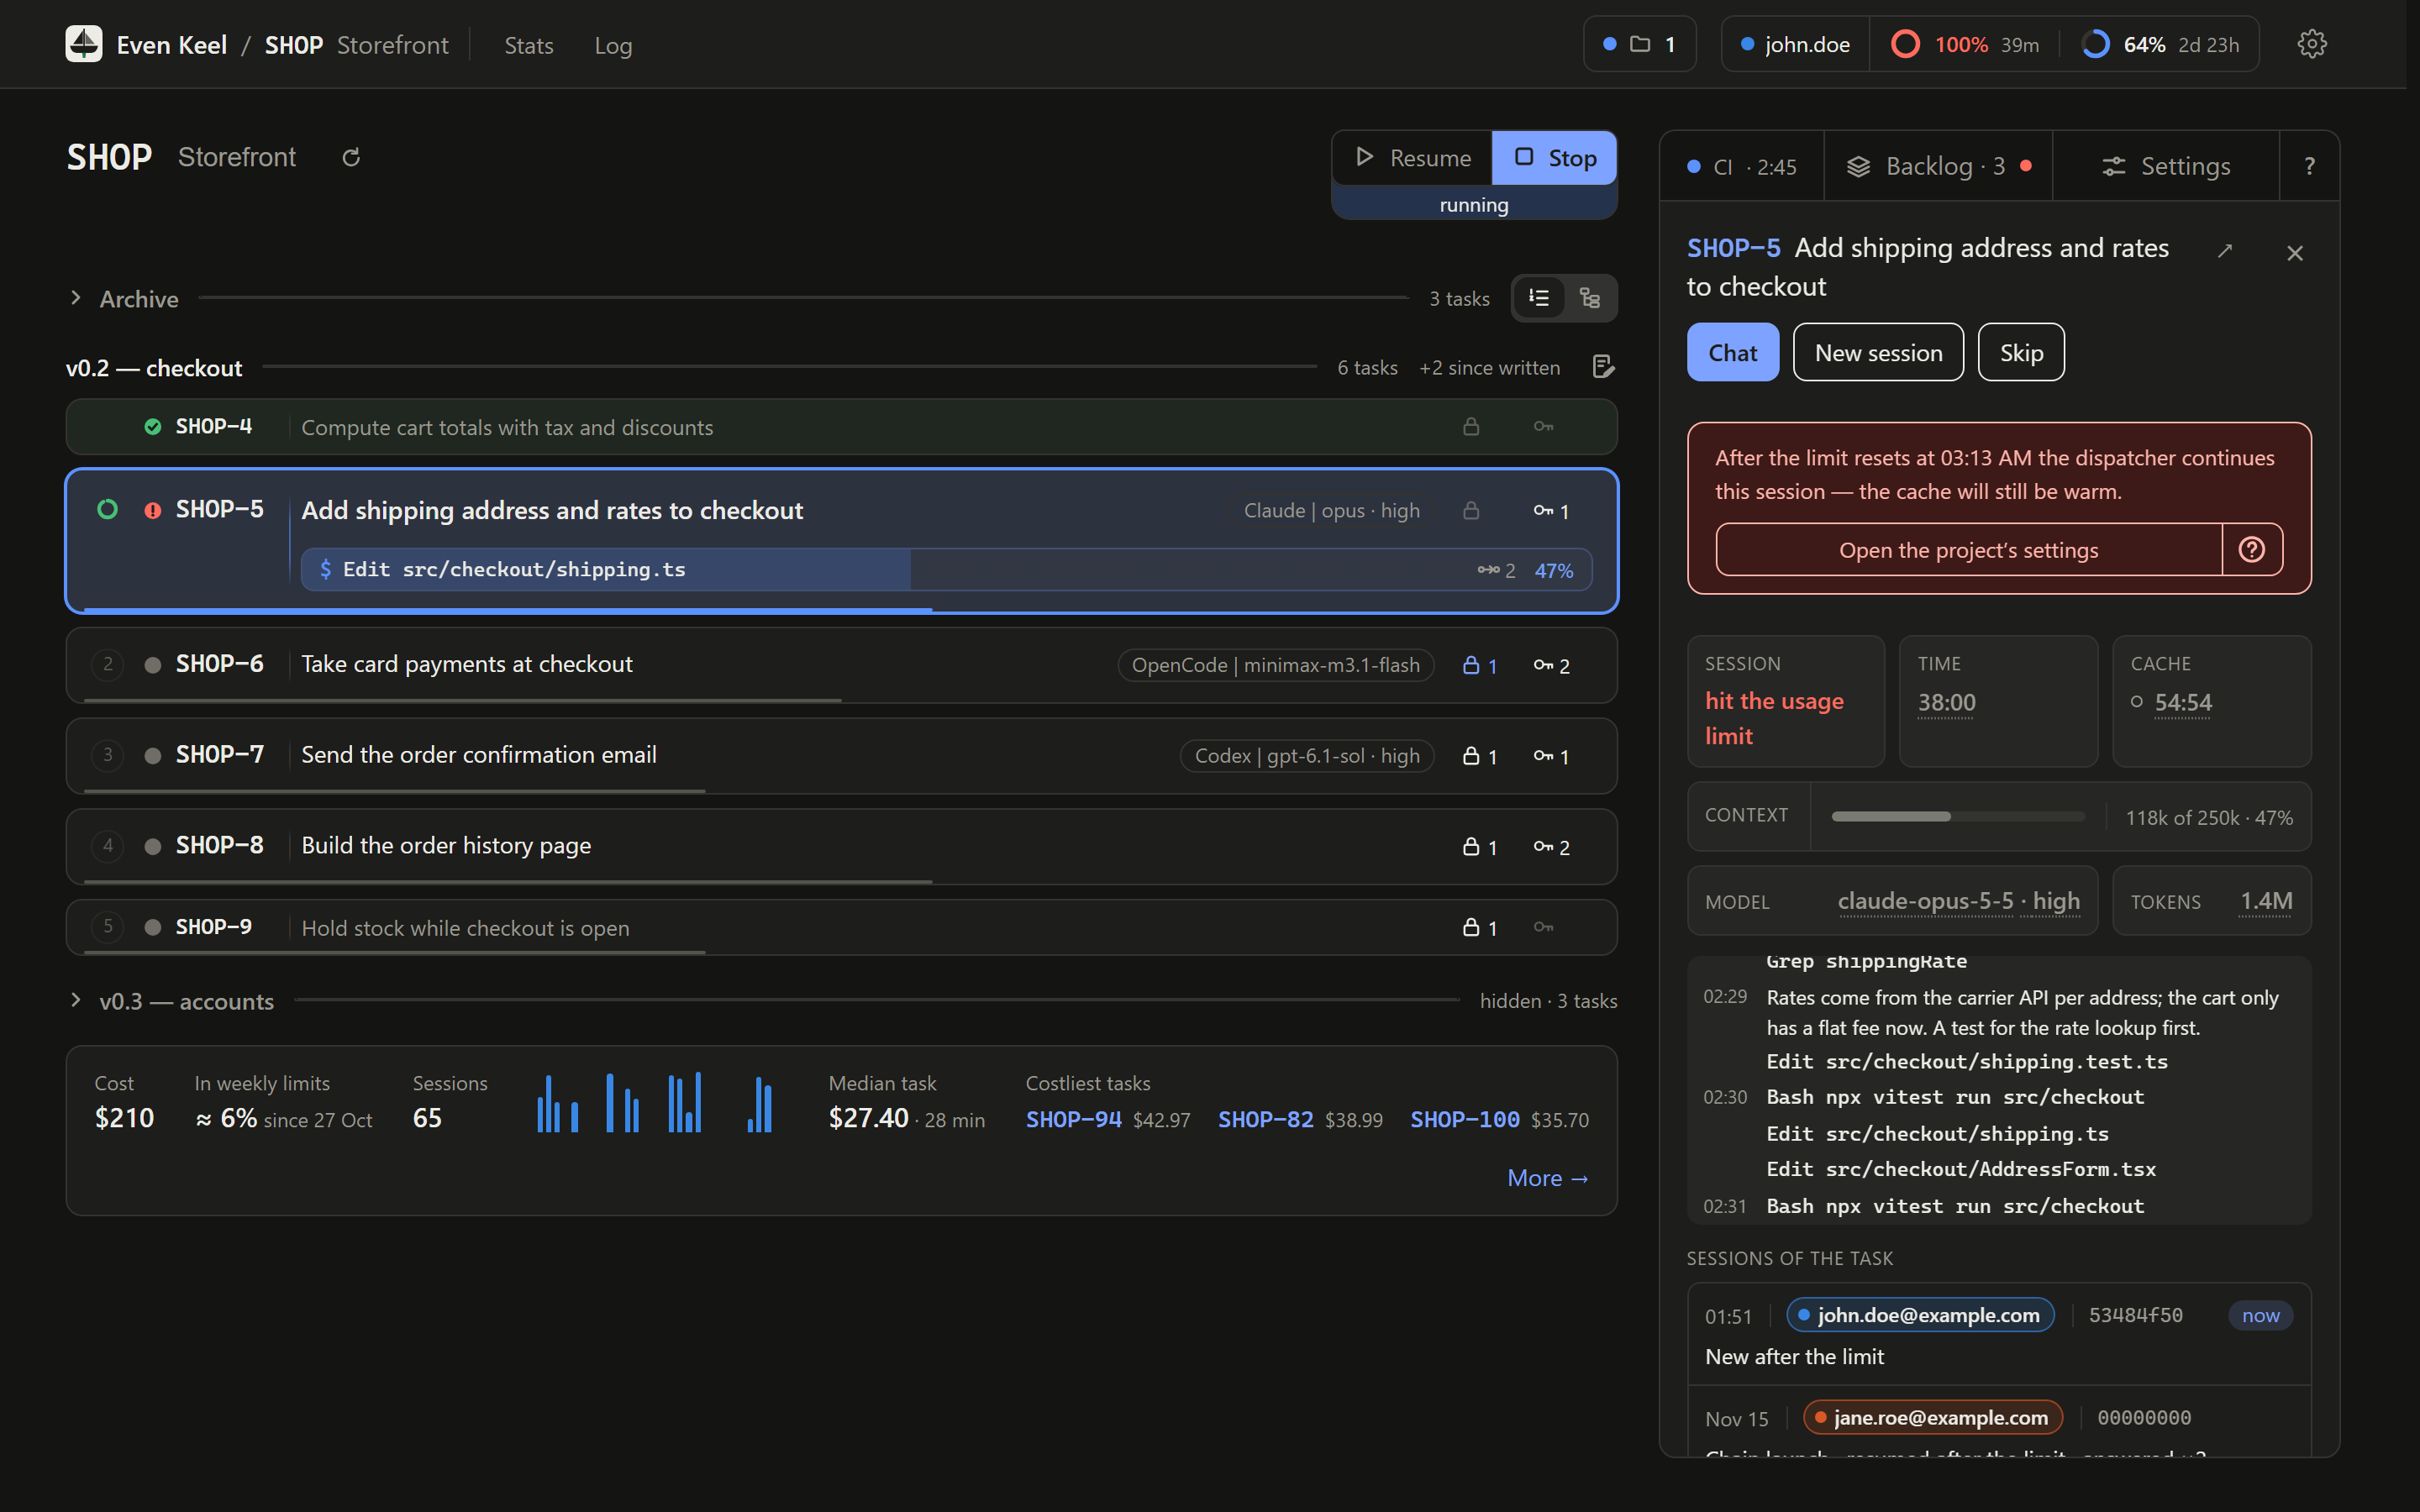 Even Keel / SHOP Storefront Stats Log
1 john.doe 100% 39m 64% 2d 23h
SHOP Storefront
Resume Stop
running
Archive 3 tasks
v0.2 — checkout 6 tasks +2 since written
SHOP-4 Compute cart totals with tax and discounts
SHOP-5 Add shipping address and rates to checkout Claude | opus · high 1
$ Edit src/checkout/shipping.ts 2 47%
2 SHOP-6 Take card payments at checkout OpenCode | minimax-m3.1-flash 1 2
3 SHOP-7 Send the order confirmation email Codex | gpt-6.1-sol · high 1 1
4 SHOP-8 Build the order history page 1 2
5 SHOP-9 Hold stock while checkout is open 1
v0.3 — accounts hidden · 3 tasks
Cost In weekly limits Sessions Median task Costliest tasks
$210 ≈ 6% since 27 Oct 65 $27.40 · 28 min SHOP-94 $42.97 SHOP-82 $38.99 SHOP-100 $35.70
More →
CI · 2:45 Backlog · 3 Settings ?
SHOP-5 Add shipping address and rates ↗ ×
to checkout
Chat New session Skip
After the limit resets at 03:13 AM the dispatcher continues
this session — the cache will still be warm.
Open the project’s settings ?
SESSION TIME CACHE
hit the usage 38:00 54:54
limit
CONTEXT 118k of 250k · 47%
MODEL claude-opus-5-5 · high TOKENS 1.4M
Grep shippingRate
02:29 Rates come from the carrier API per address; the cart only
has a flat fee now. A test for the rate lookup first.
Edit src/checkout/shipping.test.ts
02:30 Bash npx vitest run src/checkout
Edit src/checkout/shipping.ts
Edit src/checkout/AddressForm.tsx
02:31 Bash npx vitest run src/checkout
SESSIONS OF THE TASK
01:51 john.doe@example.com 53484f50 now
New after the limit
Nov 15 jane.roe@example.com 00000000